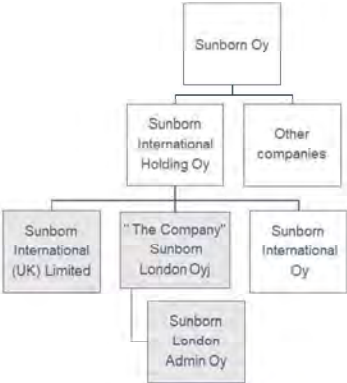 Sunborn Oy
Sunborn
International
Holding Oy
Other
companies
Sunborn
International
(UK) Limited
"The Company"
Sunborn
London Oyj
Sunborn
International
Oy
Sunborn
London
Admin Oy